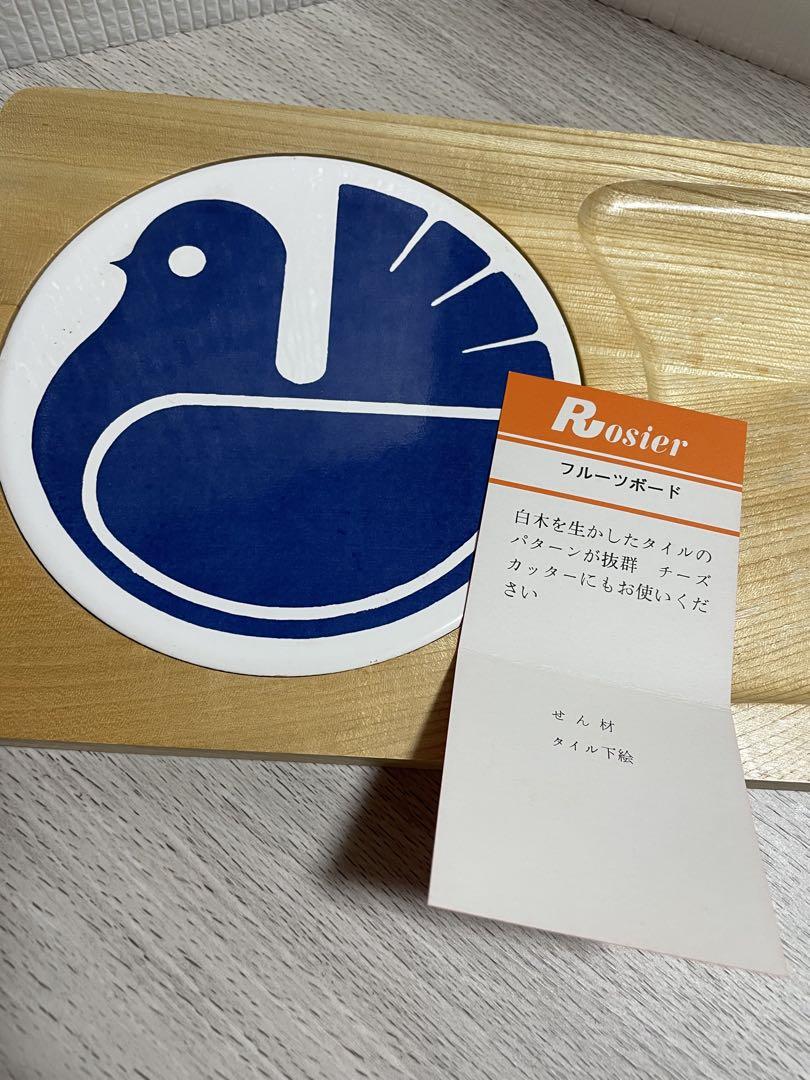 Rosier
フルーツボード
白木を生かしたタイルの
パターンが抜群　チーズ
カッターにもお使いくだ
さい
せん材
タイル下絵